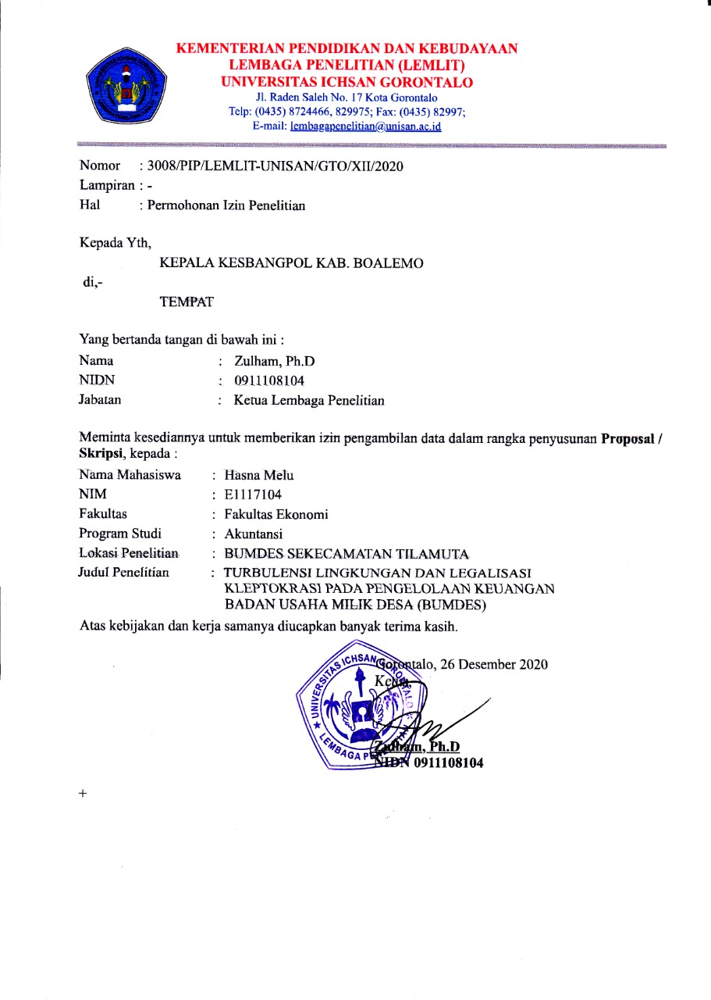 KEMENTERIAN PENDIDIKAN DAN KEBUDAYAAN
LEMBAGA PENELITIAN (LEMLIT)
UNIVERSITAS ICHSAN GORONTALO
Jl. Raden Saleh No. 17 Kota Gorontalo
Telp: (0435) 8724466, 829975; Fax: (0435) 82997;
E-mail: lembagapenelitian@unisan.ac.id
Nomor : 3008/PIP/LEMLIT-UNISAN/GTO/XII/2020
Lampiran : -
Hal : Permohonan Izin Penelitian
Kepada Yth,
KEPALA KESBANGPOL KAB. BOALEMO
di,-
TEMPAT
Yang bertanda tangan di bawah ini :
Nama : Zulham, Ph.D
NIDN : 0911108104
Jabatan : Ketua Lembaga Penelitian
Meminta kesediannya untuk memberikan izin pengambilan data dalam rangka penyusunan Proposal /
Skripsi, kepada :
Nama Mahasiswa : Hasna Melu
NIM : E1117104
Fakultas : Fakultas Ekonomi
Program Studi : Akuntansi
Lokasi Penelitian : BUMDES SEKECAMATAN TILAMUTA
Judul Penelitian : TURBULENSI LINGKUNGAN DAN LEGALISASI
KLEPTOKRASI PADA PENGELOLAAN KEUANGAN
BADAN USAHA MILIK DESA (BUMDES)
Atas kebijakan dan kerja samanya diucapkan banyak terima kasih.
Gorontalo, 26 Desember 2020
Ketua,
UNIVERSITAS ICHSAN GORONTALO
LEMBAGA PENELITIAN
Zulham, Ph.D
NIDN 0911108104
+